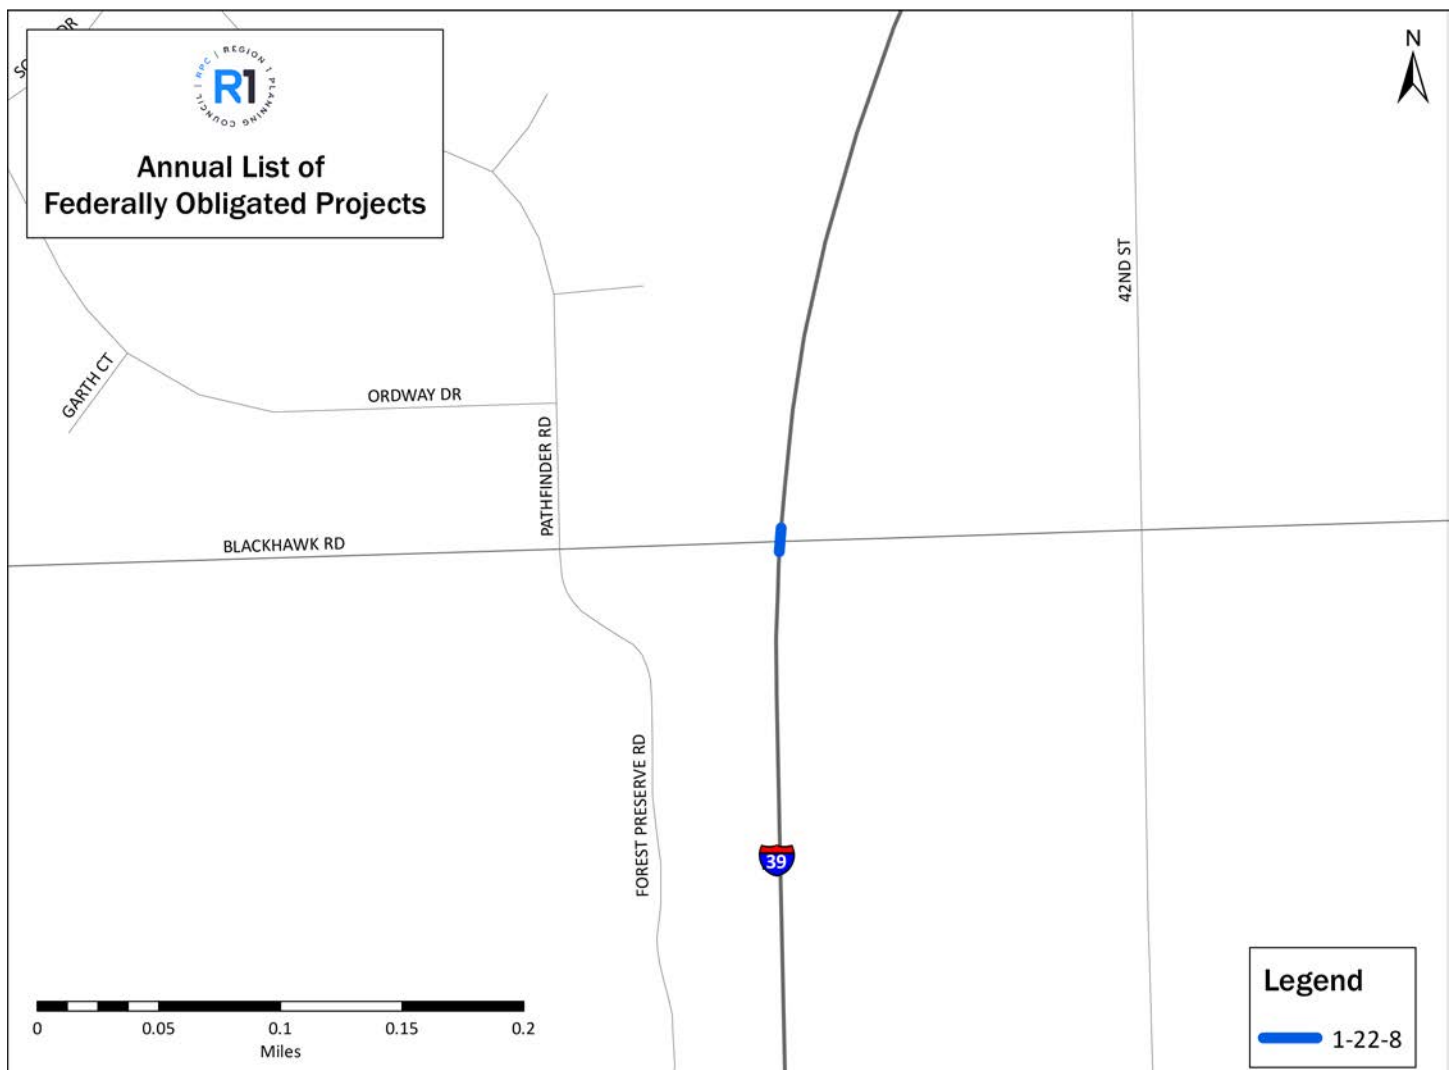 DR
REGION 1 PLANNING COUNCIL | RPC |
R1
Annual List of
Federally Obligated Projects
N
42ND ST
GARTH CT
ORDWAY DR
PATHFINDER RD
BLACKHAWK RD
FOREST PRESERVE RD
39
0 0.05 0.1 0.15 0.2
Miles
Legend
1-22-8